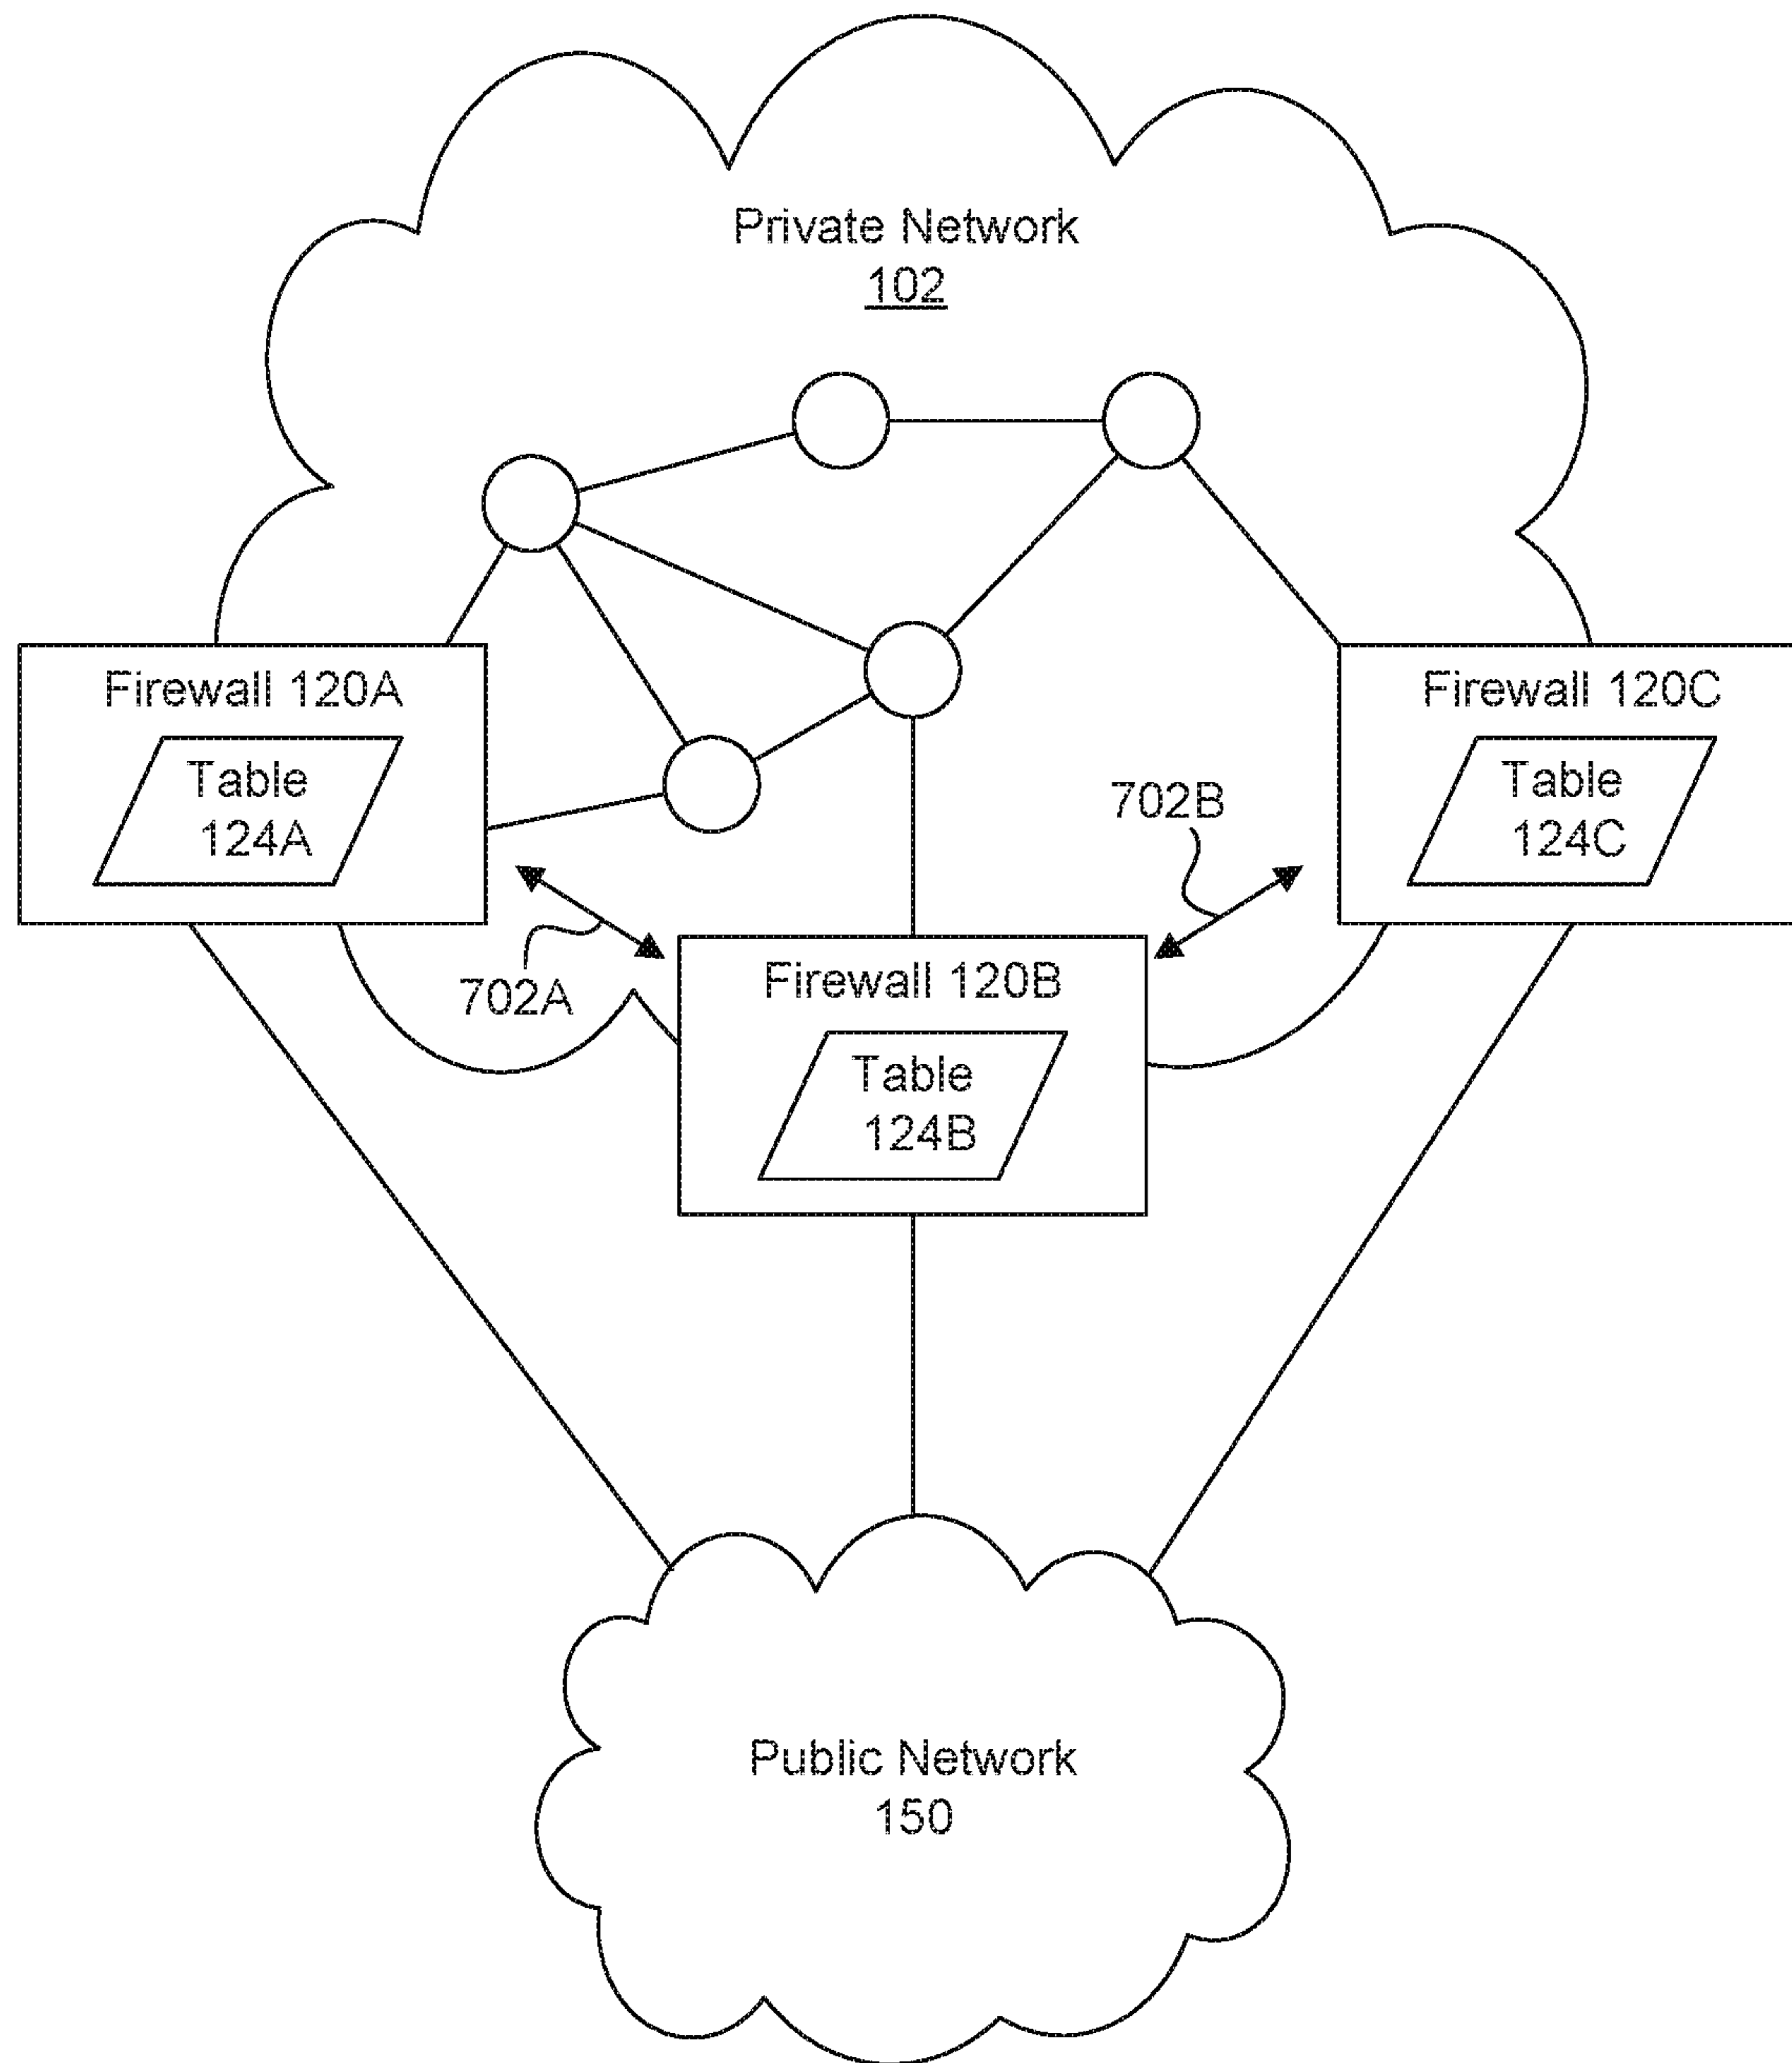 Private Network
102
Firewall 120A
Table
124A
Firewall 120C
Table
124C
702B
702A
Firewall 120B
Table
124B
Public Network
150